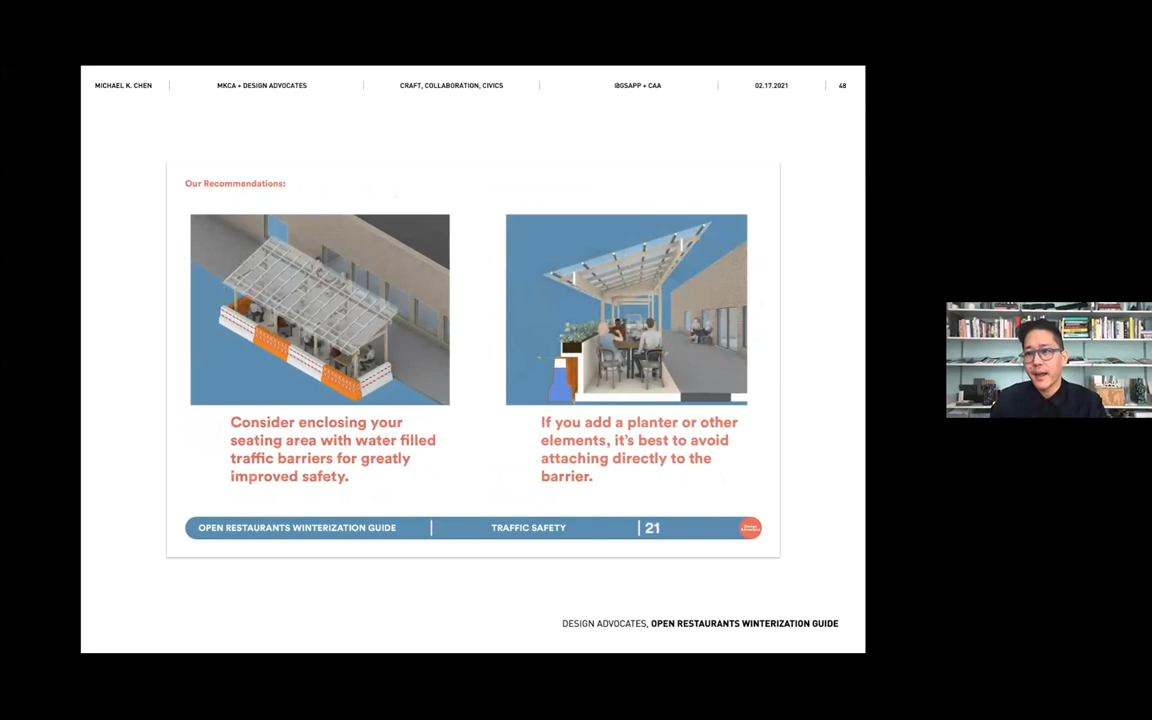 MICHAEL K. CHEN
MKCA + DESIGN ADVOCATES
CRAFT, COLLABORATION, CIVICS
@GSAPP + CAA
02.17.2021
48
Our Recommendations:
Consider enclosing your
seating area with water filled
traffic barriers for greatly
improved safety.
If you add a planter or other
elements, it's best to avoid
attaching directly to the
barrier.
OPEN RESTAURANTS WINTERIZATION GUIDE
TRAFFIC SAFETY
21
Design
Advocates
DESIGN ADVOCATES, OPEN RESTAURANTS WINTERIZATION GUIDE